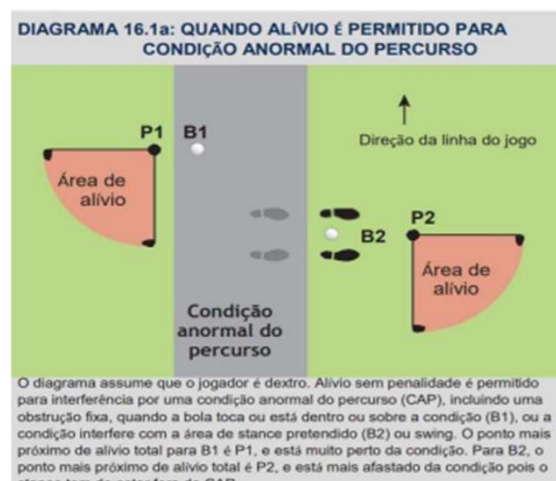 DIAGRAMA 16.1a: QUANDO ALÍVIO É PERMITIDO PARA
CONDIÇÃO ANORMAL DO PERCURSO
P1 B1
Direção da linha do jogo
Área de
alívio
B2
P2
Área de
alívio
Condição
anormal do
percurso
O diagrama assume que o jogador é dextro. Alívio sem penalidade é permitido
para interferência por uma condição anormal do percurso (CAP), incluindo uma
obstrução fixa, quando a bola toca ou está dentro ou sobre a condição (B1), ou a
condição interfere com a área de stance pretendido (B2) ou swing. O ponto mais
próximo de alívio total para B1 é P1, e está muito perto da condição. Para B2, o
ponto mais próximo de alívio total é P2, e está mais afastado da condição pois o